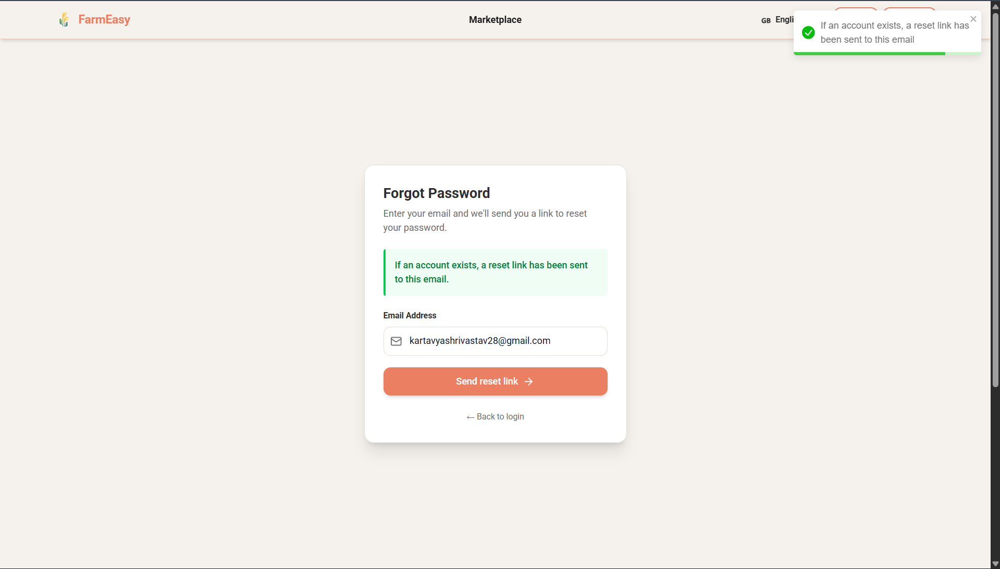 FarmEasy
Marketplace
GB Engli
If an account exists, a reset link has
been sent to this email
Forgot Password
Enter your email and we'll send you a link to reset
your password.
If an account exists, a reset link has been sent
to this email.
Email Address
kartavyashrivastav28@gmail.com
Send reset link →
← Back to login